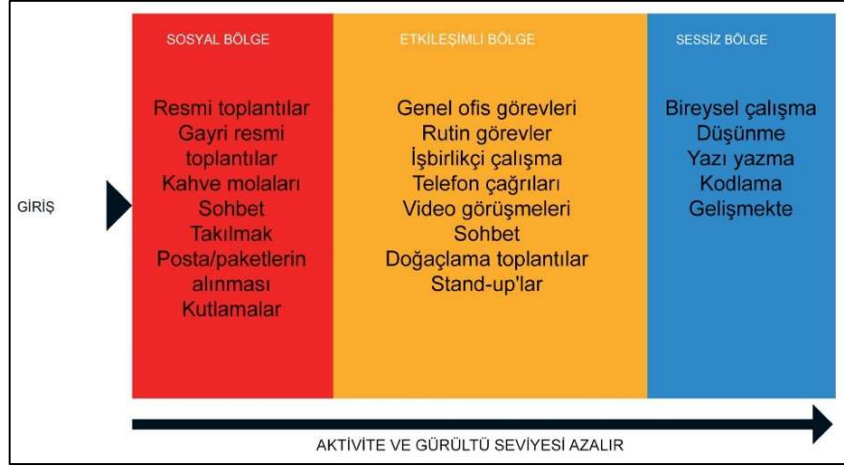 SOSYAL BÖLGE
Resmi toplantılar
Gayri resmi
toplantılar
Kahve molaları
Sohbet
Takılmak
Posta/paketlerin
alınması
Kutlamalar
ETKİLEŞİMLİ BÖLGE
Genel ofis görevleri
Rutin görevler
İşbirlikçi çalışma
Telefon çağrıları
Video görüşmeleri
Sohbet
Doğaçlama toplantılar
Stand-up'lar
SESSİZ BÖLGE
Bireysel çalışma
Düşünme
Yazı yazma
Kodlama
Gelişmekte
GİRİŞ
AKTİVİTE VE GÜRÜLTÜ SEVİYESİ AZALIR